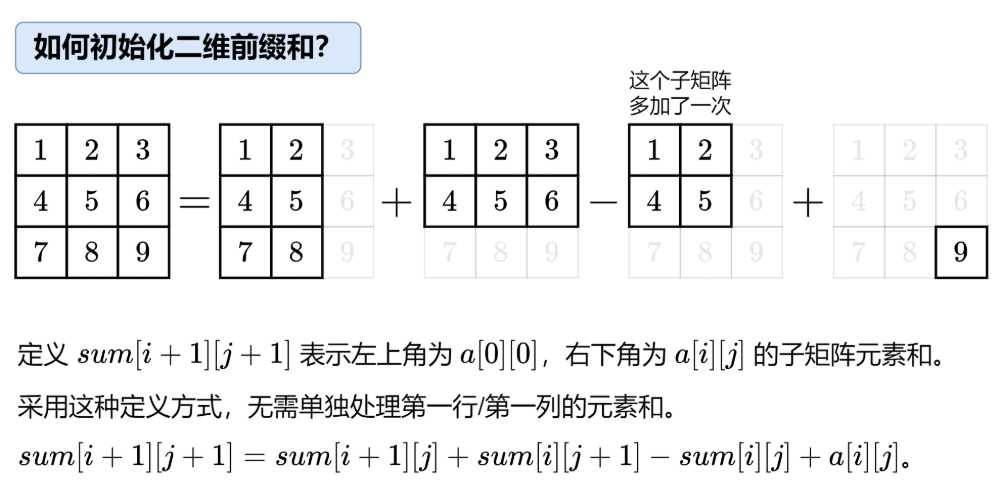 如何初始化二维前缀和？
这个子矩阵
多加了一次
1 2 3 1 2 3 1 2 3 1 2 3 1 2 3
4 5 6 = 4 5 6 + 4 5 6 − 4 5 6 + 4 5 6
7 8 9 7 8 9 7 8 9 7 8 9 7 8 9
定义 sum[i + 1][j + 1] 表示左上角为 a[0][0]，右下角为 a[i][j] 的子矩阵元素和。
采用这种定义方式，无需单独处理第一行/第一列的元素和。
sum[i + 1][j + 1] = sum[i + 1][j] + sum[i][j + 1] − sum[i][j] + a[i][j]。